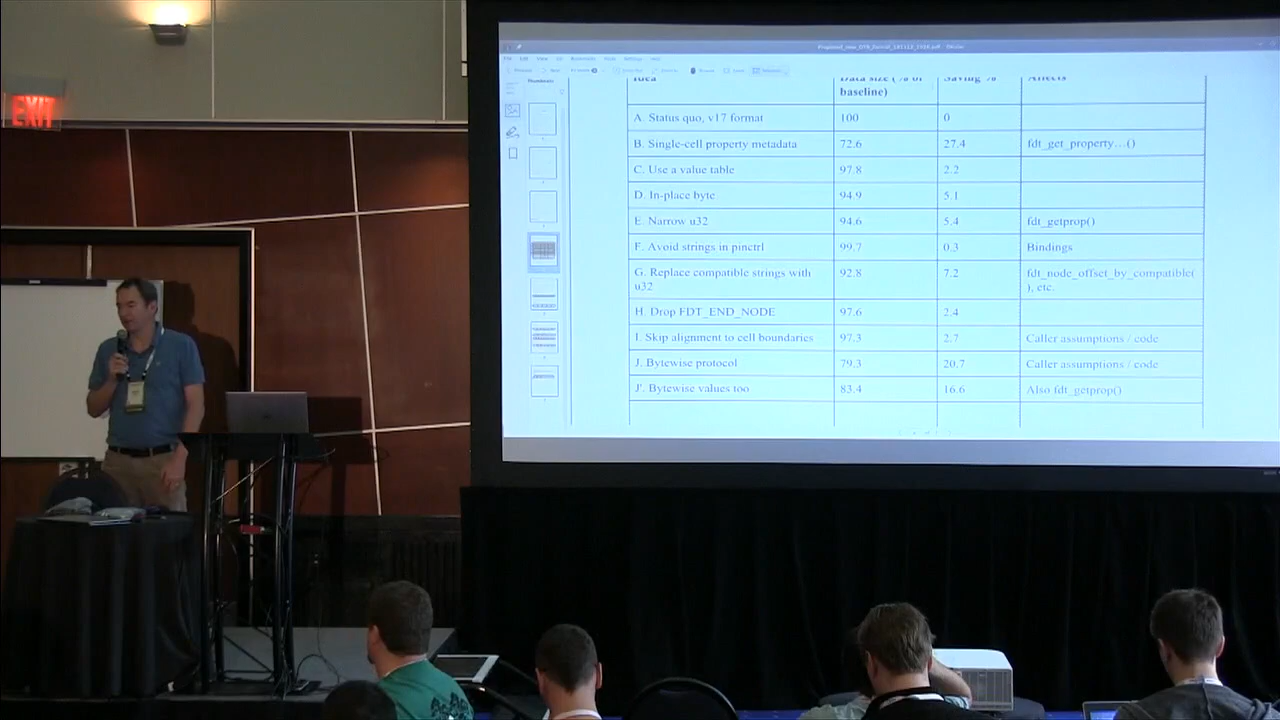 EXIT
Proposed_new_DTB_format_181112_7216.pdf
Idea Data size (% of Saving % Affects
baseline)
A. Status quo, v17 format 100 0
B. Single-cell property metadata 72.6 27.4 fdt_get_property…()
C. Use a value table 97.8 2.2
D. In-place byte 94.9 5.1
E. Narrow u32 94.6 5.4 fdt_getprop()
F. Avoid strings in pinctrl 99.7 0.3 Bindings
G. Replace compatible strings with 92.8 7.2 fdt_node_offset_by_compatible(
u32 ), etc.
H. Drop FDT_END_NODE 97.6 2.4
I. Skip alignment to cell boundaries 97.3 2.7 Caller assumptions / code
J. Bytewise protocol 79.3 20.7 Caller assumptions / code
J'. Bytewise values too 83.4 16.6 Also fdt_getprop()